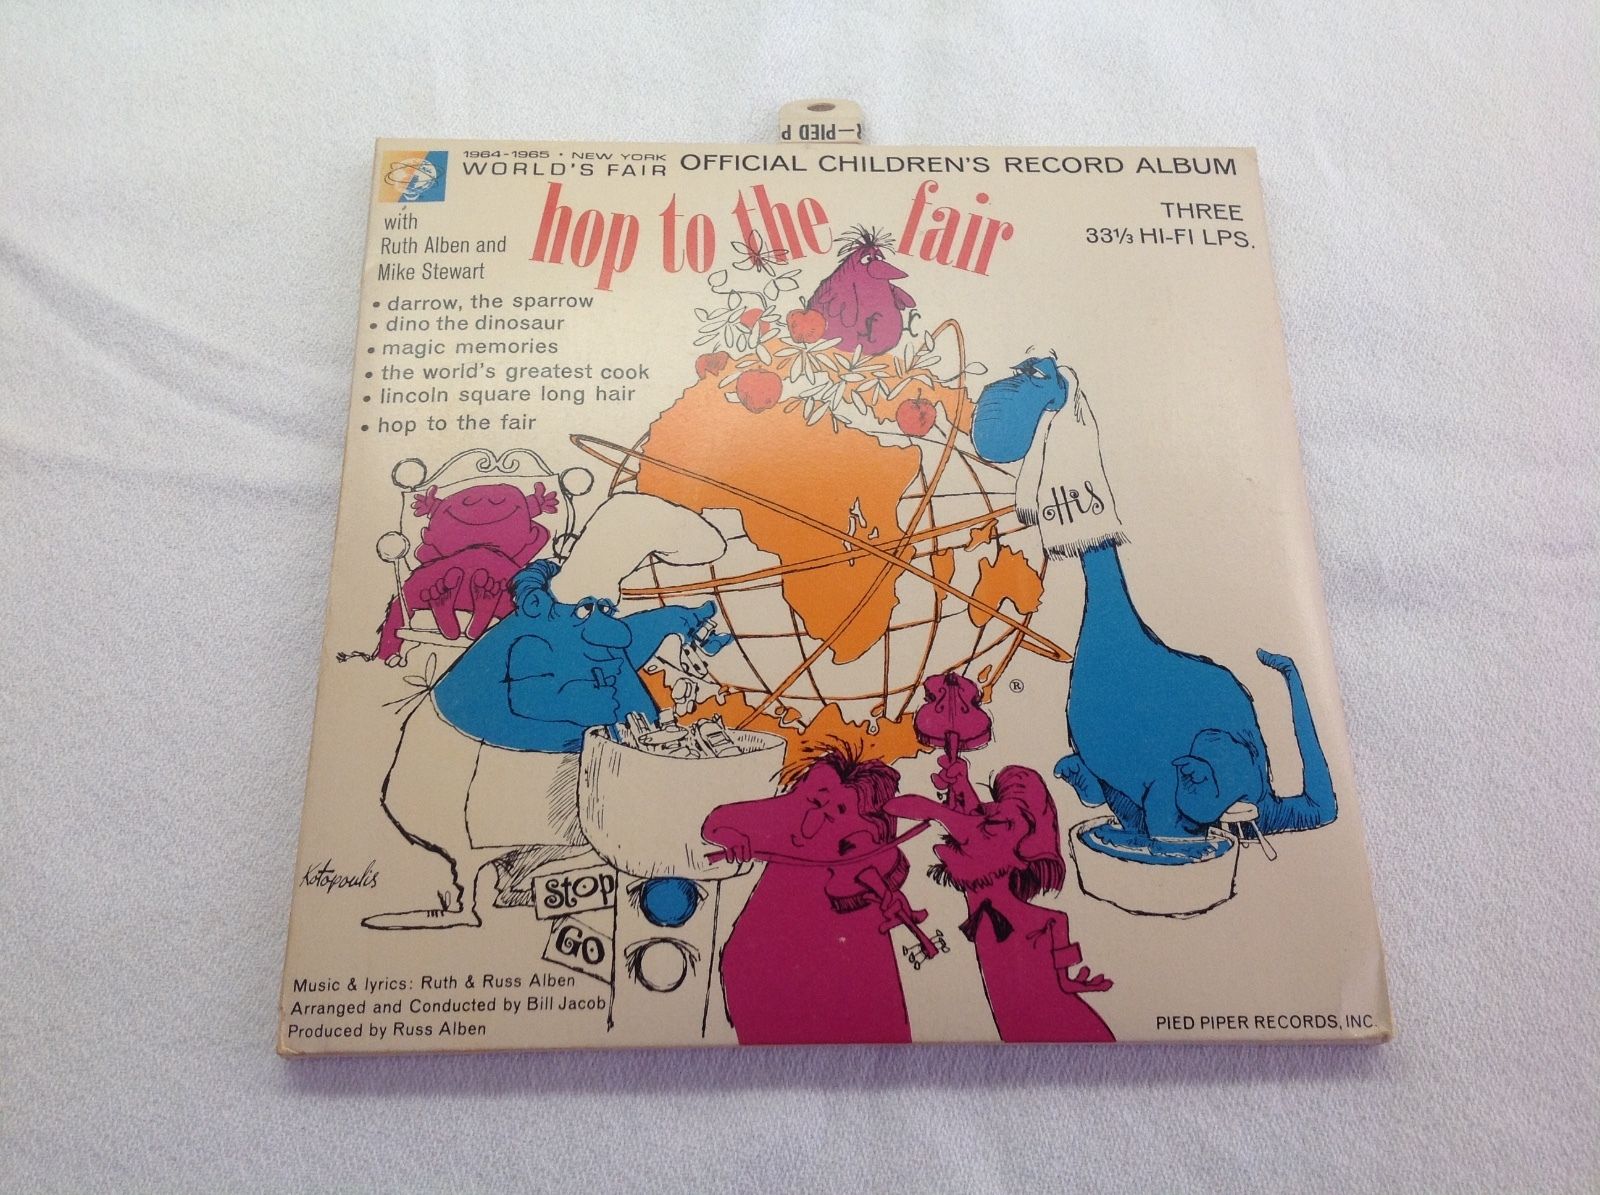 R-PIED P
1964-1965 • NEW YORK
WORLD'S FAIR OFFICIAL CHILDREN'S RECORD ALBUM
hop to the fair
with
Ruth Alben and
Mike Stewart
THREE
33⅓ HI-FI LPS.
• darrow, the sparrow
• dino the dinosaur
• magic memories
• the world's greatest cook
• lincoln square long hair
• hop to the fair
His
®
Kotopoulis
STOP
GO
Music & lyrics: Ruth & Russ Alben
Arranged and Conducted by Bill Jacob
Produced by Russ Alben
PIED PIPER RECORDS, INC.